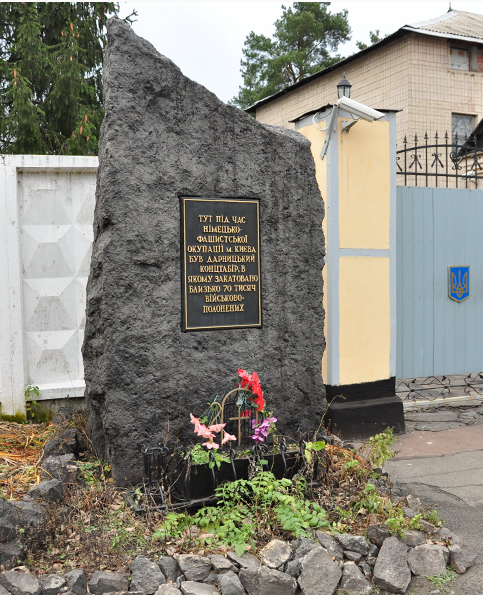 ТУТ ПІД ЧАС
НІМЕЦЬКО-
ФАШИСТСЬКОЇ
ОКУПАЦІЇ м. КИЄВА
БУВ ДАРНИЦЬКИЙ
КОНЦТАБІР, В
ЯКОМУ ЗАКАТОВАНО
БЛИЗЬКО 70 ТИСЯЧ
ВІЙСЬКОВО-
ПОЛОНЕНИХ